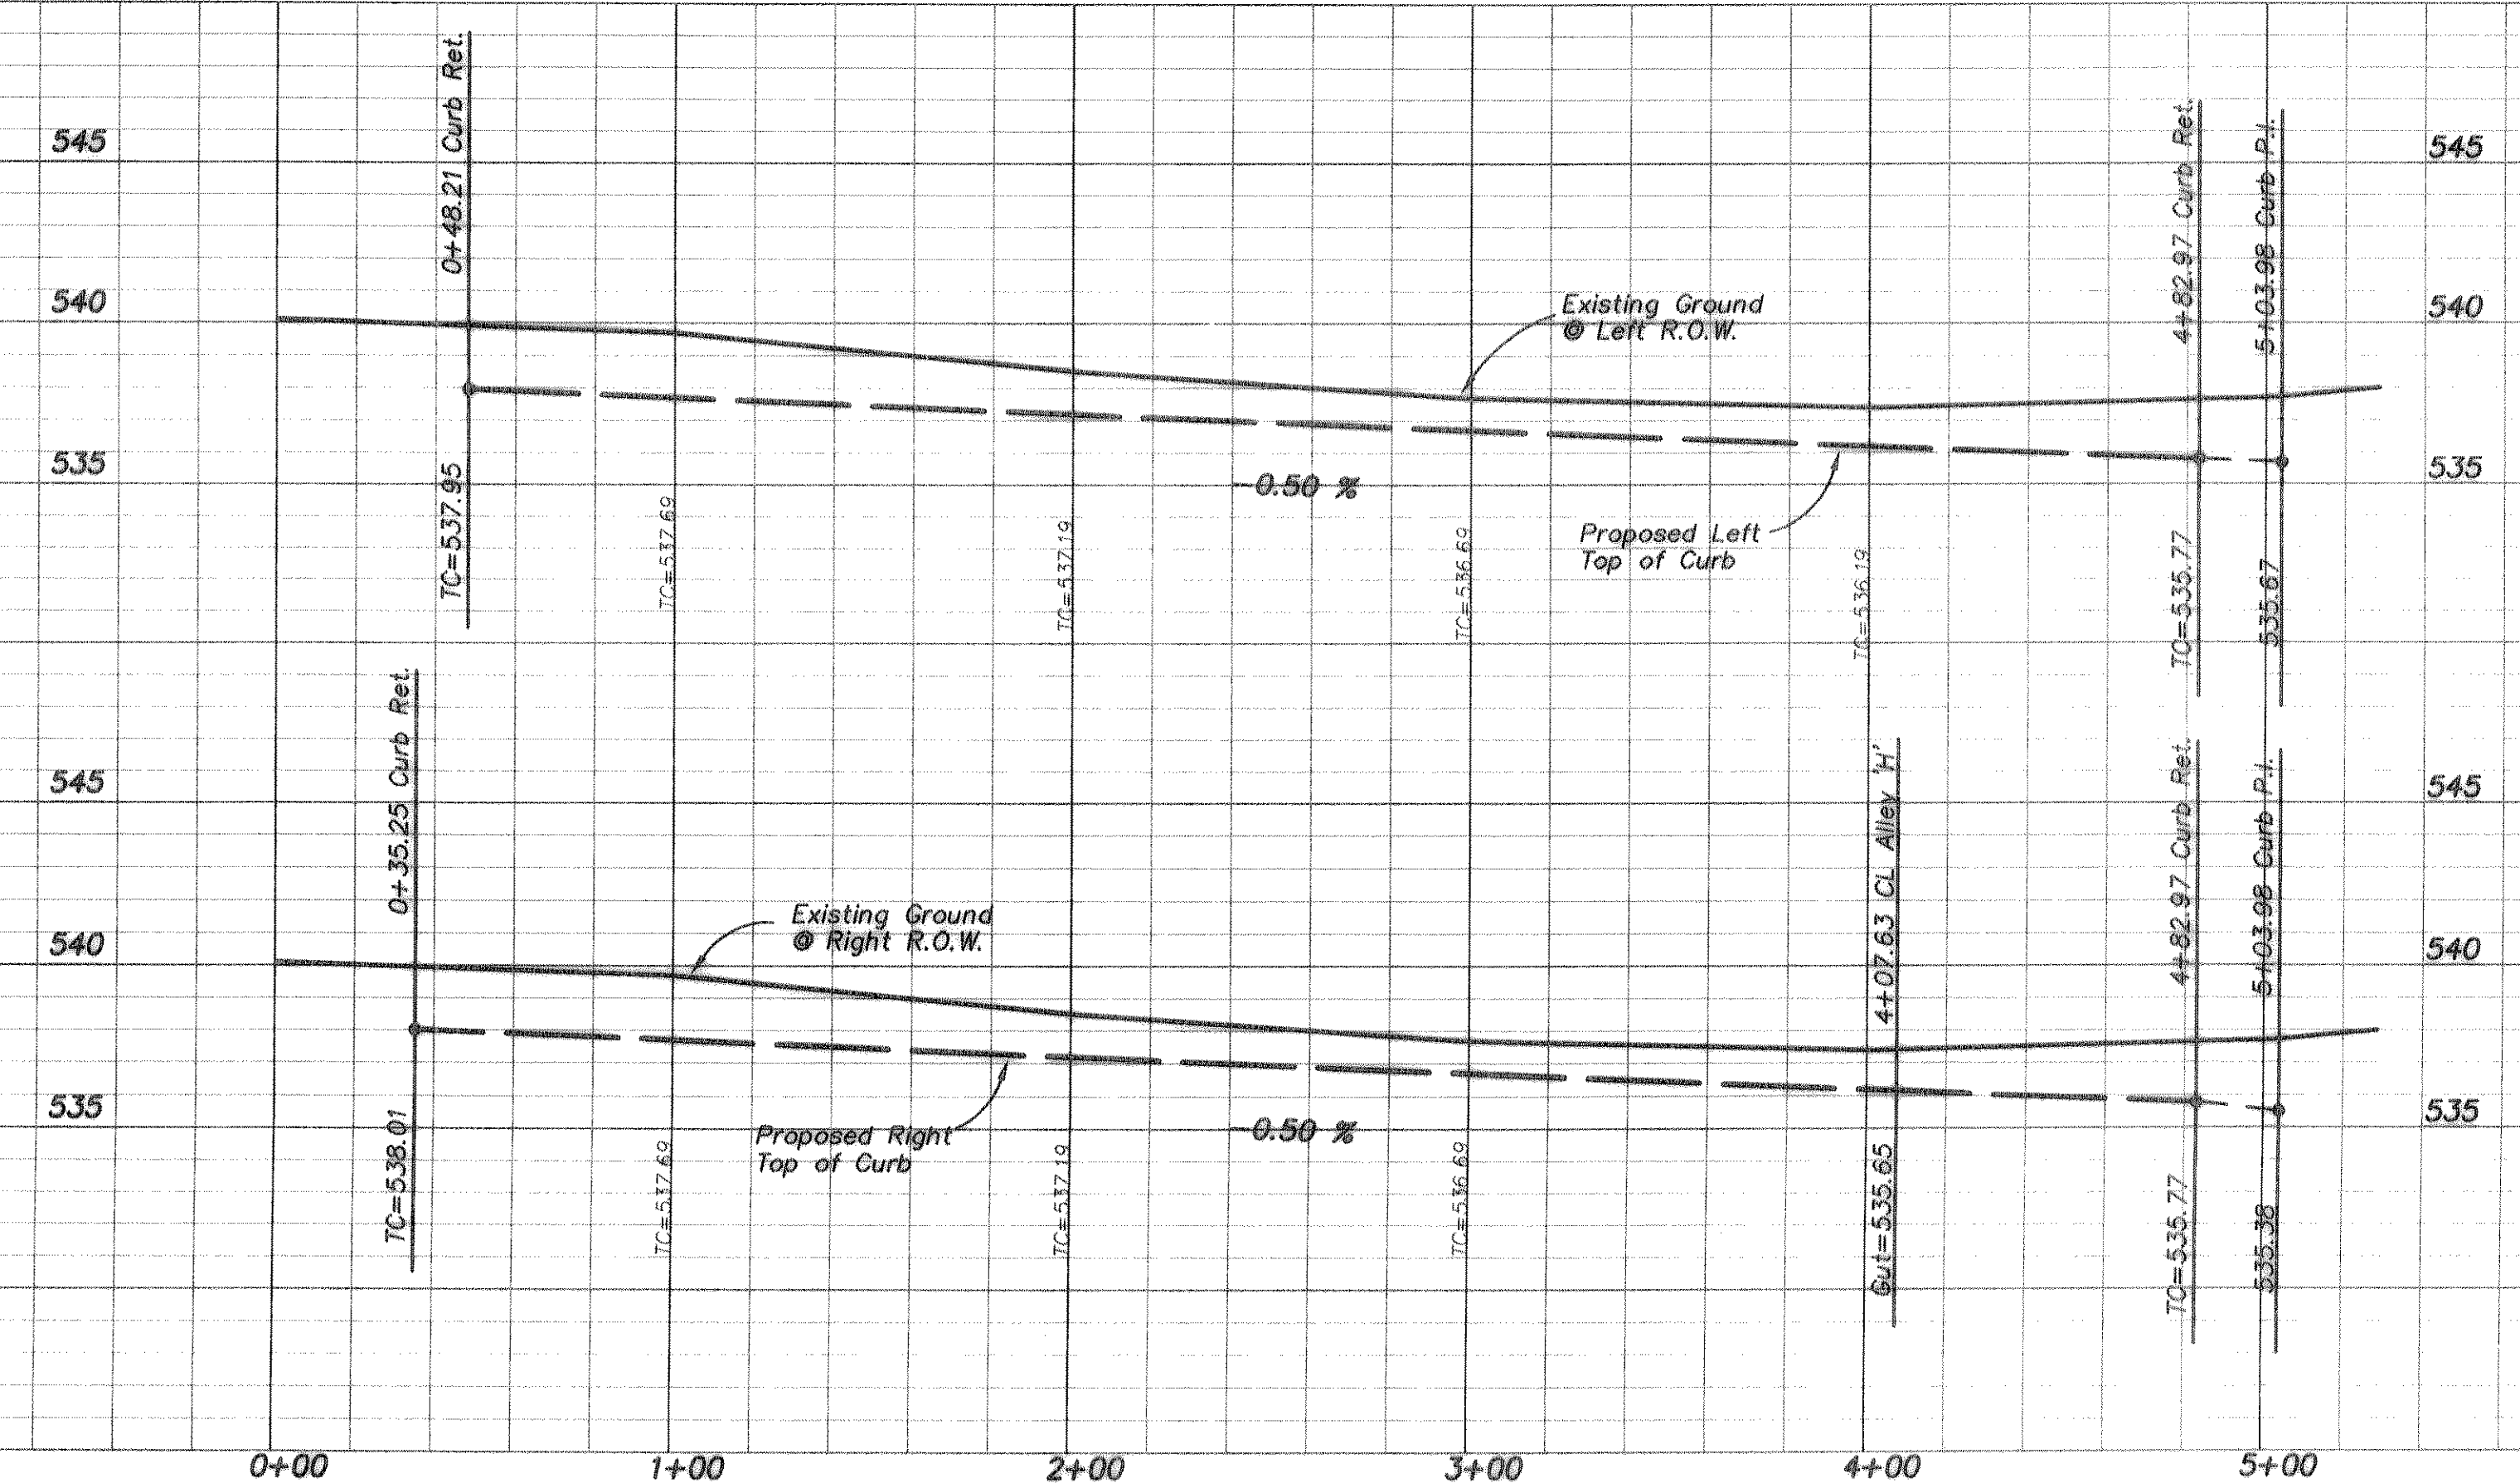 0+48.21 Curb Ret.
4+82.97 Curb Ret.
5+03.98 Curb P.I.
545
545
540
540
Existing Ground
@ Left R.O.W.
535
535
-0.50 %
TC=537.95
TC=537.69
TC=537.19
TC=536.69
Proposed Left
Top of Curb
TC=536.19
TC=535.77
535.67
0+35.25 Curb Ret.
4+07.63 CL Alley 'H'
4+82.97 Curb Ret.
5+03.98 Curb P.I.
545
545
Existing Ground
@ Right R.O.W.
540
540
535
535
Proposed Right
Top of Curb
-0.50 %
TC=538.01
TC=537.69
TC=537.19
TC=536.69
Gut=535.65
TC=535.77
535.38
0+00
1+00
2+00
3+00
4+00
5+00